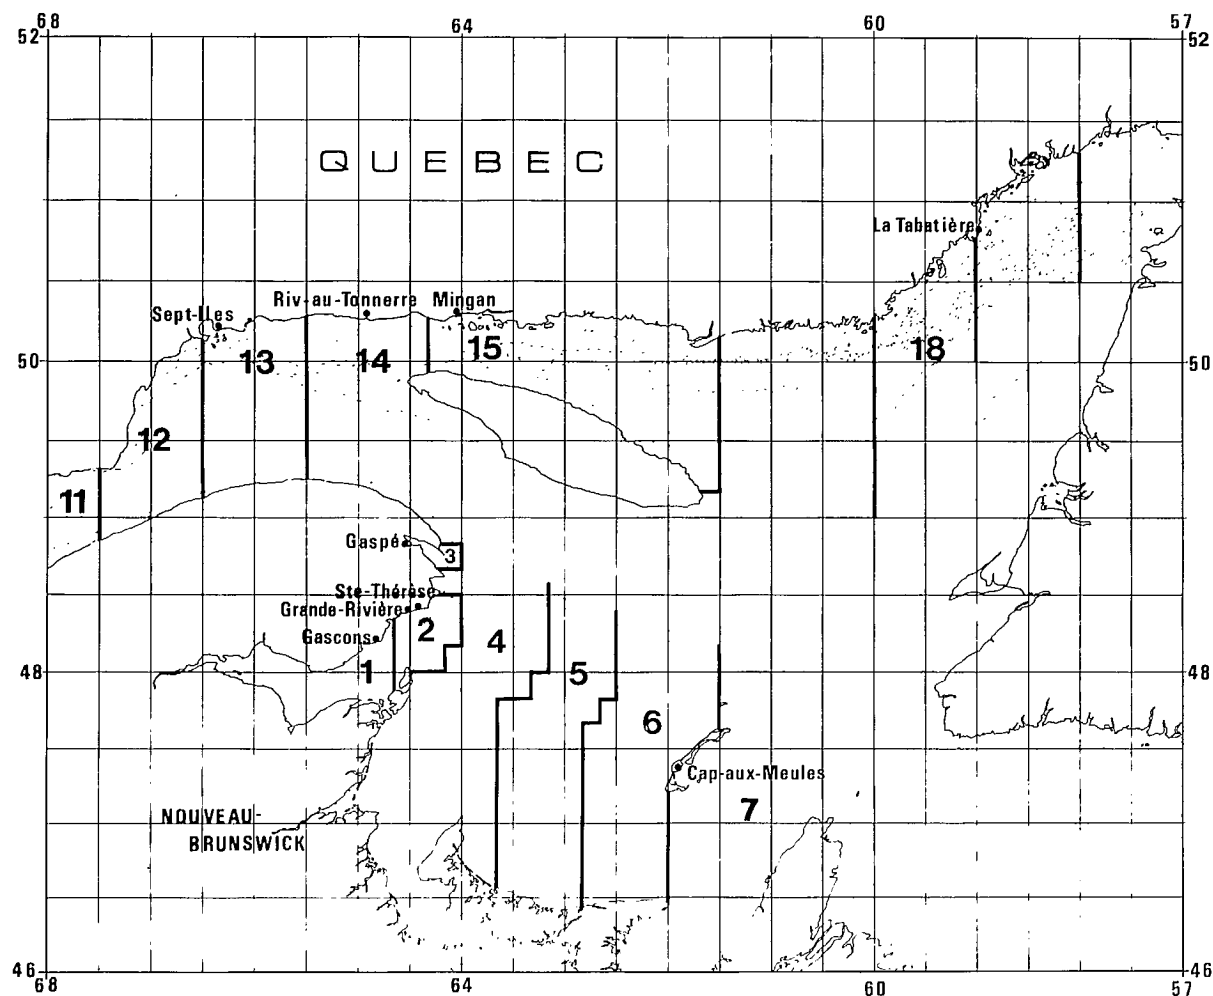 68 64 60 57
52 52
QUEBEC
La Tabatière
Riv-au-Tonnerre Mingan
Sept-Iles
13 14 15 18
50 50
12
11
Gaspé
3
Ste-Thérèse
Grande-Rivière
2
Gascons
4
1
5
48 48
6
Cap-aux-Meules
7
NOUVEAU-
BRUNSWICK
46 46
68 64 60 57